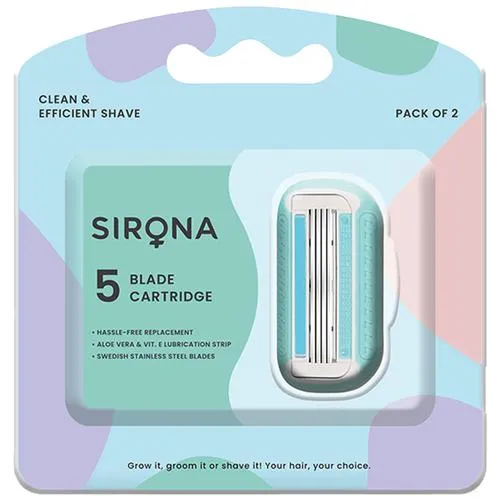 CLEAN &
EFFICIENT SHAVE
PACK OF 2
SIRONA
5 BLADE
CARTRIDGE
• HASSLE-FREE REPLACEMENT
• ALOE VERA & VIT. E LUBRICATION STRIP
• SWEDISH STAINLESS STEEL BLADES
Grow it, groom it or shave it! Your hair, your choice.